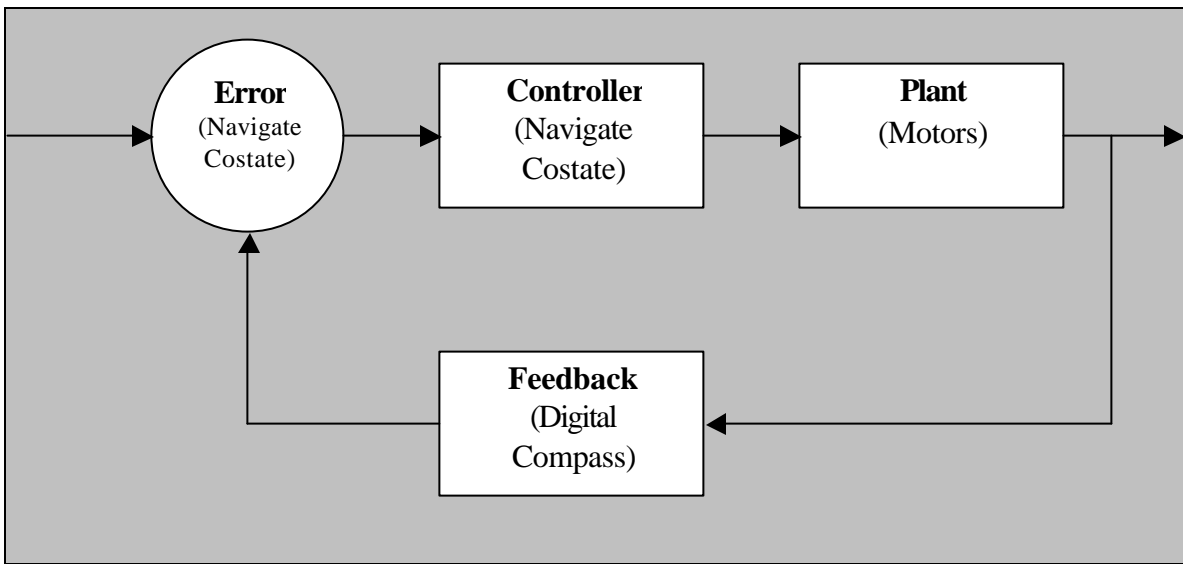 Error
(Navigate
Costate)
Controller
(Navigate
Costate)
Plant
(Motors)
Feedback
(Digital
Compass)